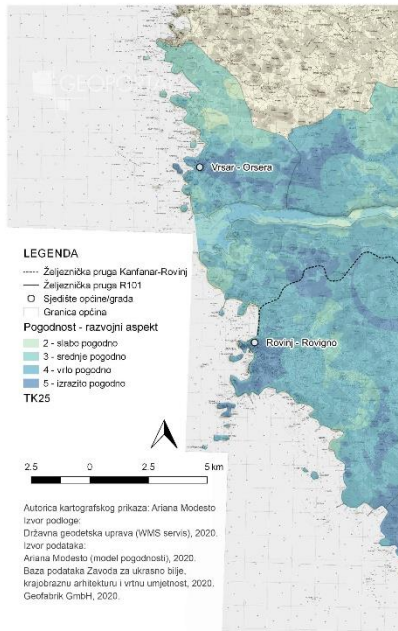 GEOPORTAL
Vrsar - Orsera
LEGENDA
Željeznička pruga Kanfanar-Rovinj
Željeznička pruga R101
Sjedište općine/grada
Granica općina
Pogodnost - razvojni aspekt
2 - slabo pogodno
3 - srednje pogodno
4 - vrlo pogodno
5 - izrazito pogodno
TK25
Rovinj - Rovigno
2.5 0 2.5 5 km
Autorica kartografskog prikaza: Ariana Modesto
Izvor podloge:
Državna geodetska uprava (WMS servis), 2020.
Izvor podataka:
Ariana Modesto (model pogodnosti), 2020.
Baza podataka Zavoda za ukrasno bilje,
krajobraznu arhitekturu i vrtnu umjetnost, 2020.
Geofabrik GmbH, 2020.